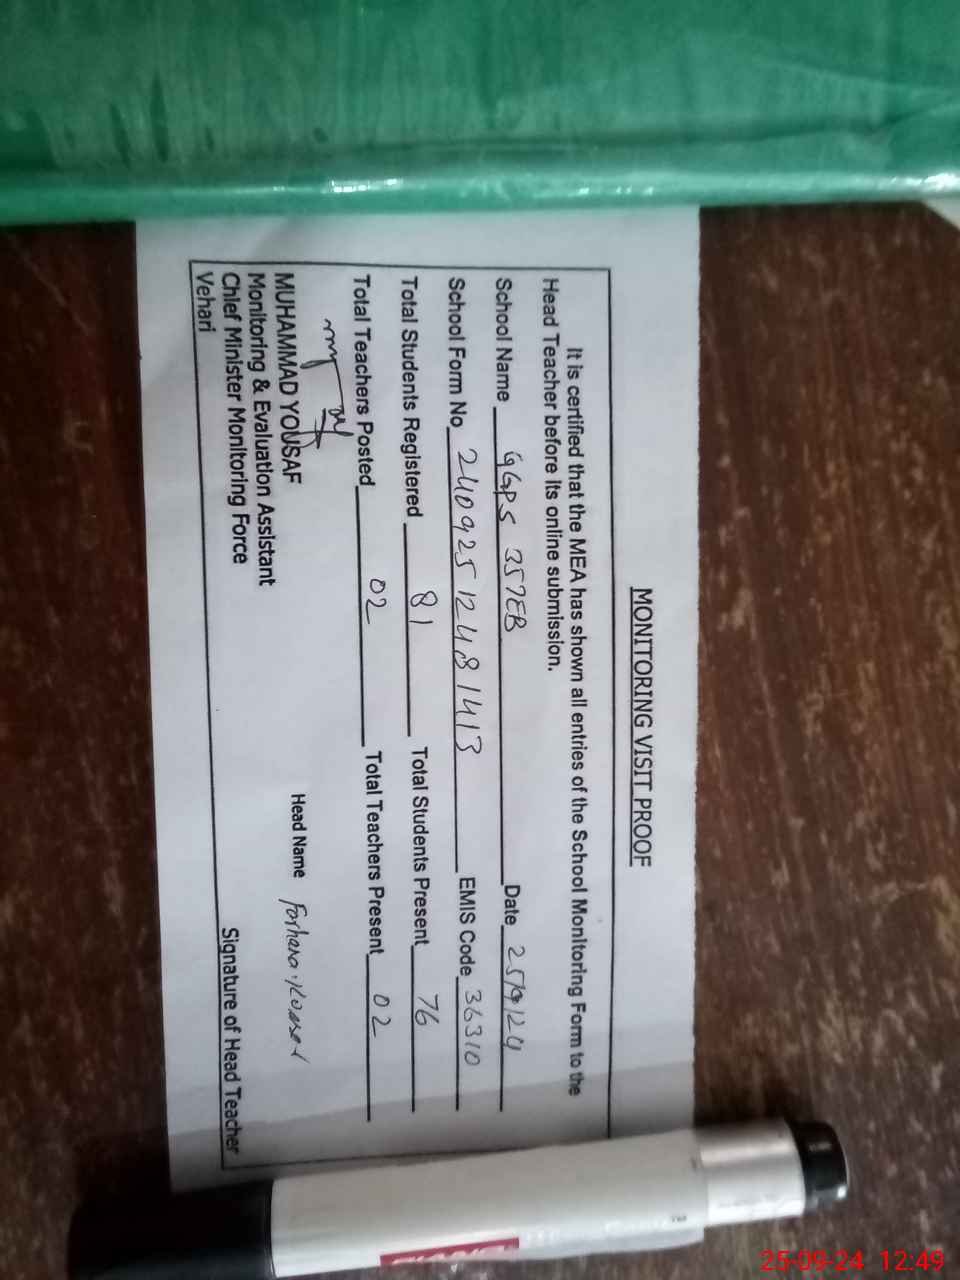 MONITORING VISIT PROOF
It is certified that the MEA has shown all entries of the School Monitoring Form to the
Head Teacher before its online submission.
School Name GGPS 357EB Date 25/9/24
School Form No 240925 12481413 EMIS Code 36310
Total Students Registered 81 Total Students Present 76
Total Teachers Posted 02 Total Teachers Present 02
MUHAMMAD YOUSAF Head Name Farhana Kousar
Monitoring & Evaluation Assistant
Chief Minister Monitoring Force Signature of Head Teacher
Vehari
25-09-24 12:49